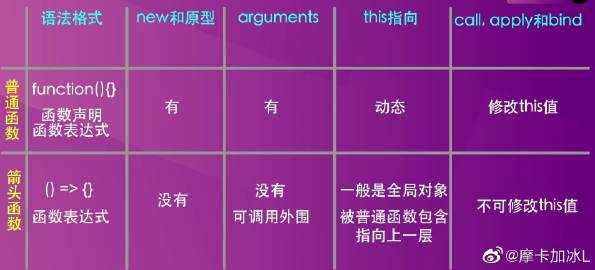 语法格式
new和原型
arguments
this指向
call, apply和bind
普通函数
function(){}
函数声明
函数表达式
有
有
动态
修改this值
箭头函数
() => {}
函数表达式
没有
没有
可调用外围
一般是全局对象
被普通函数包含
指向上一层
不可修改this值
@摩卡加冰L